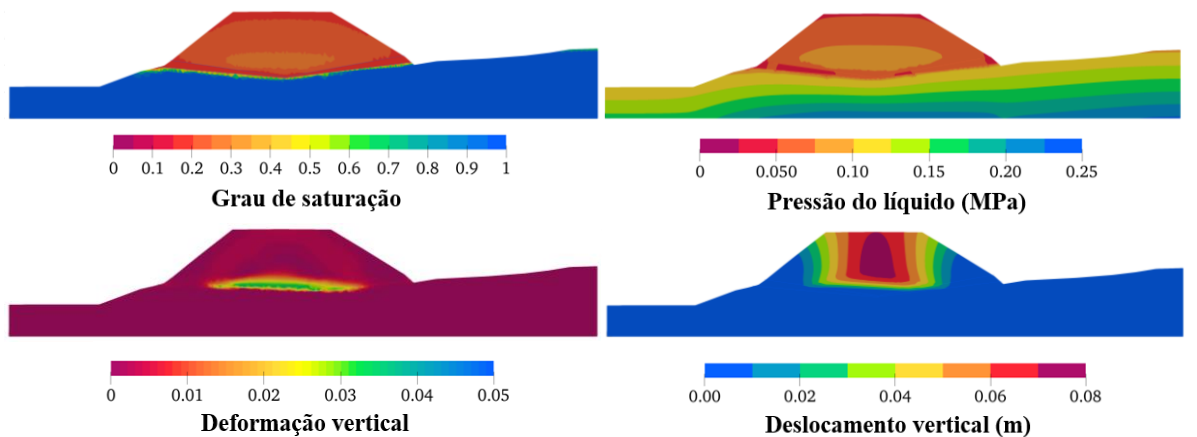 0 0.1 0.2 0.3 0.4 0.5 0.6 0.7 0.8 0.9 1
Grau de saturação
0 0.050 0.10 0.15 0.20 0.25
Pressão do líquido (MPa)
0 0.01 0.02 0.03 0.04 0.05
Deformação vertical
0.00 0.02 0.04 0.06 0.08
Deslocamento vertical (m)